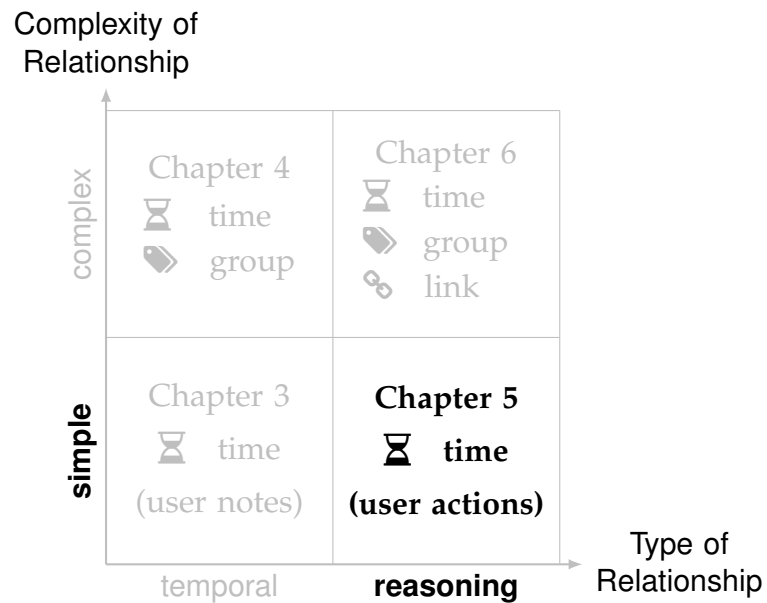 Complexity of
Relationship
complex
Chapter 4
time
group
Chapter 6
time
group
link
simple
Chapter 3
time
(user notes)
Chapter 5
time
(user actions)
temporal
reasoning
Type of
Relationship